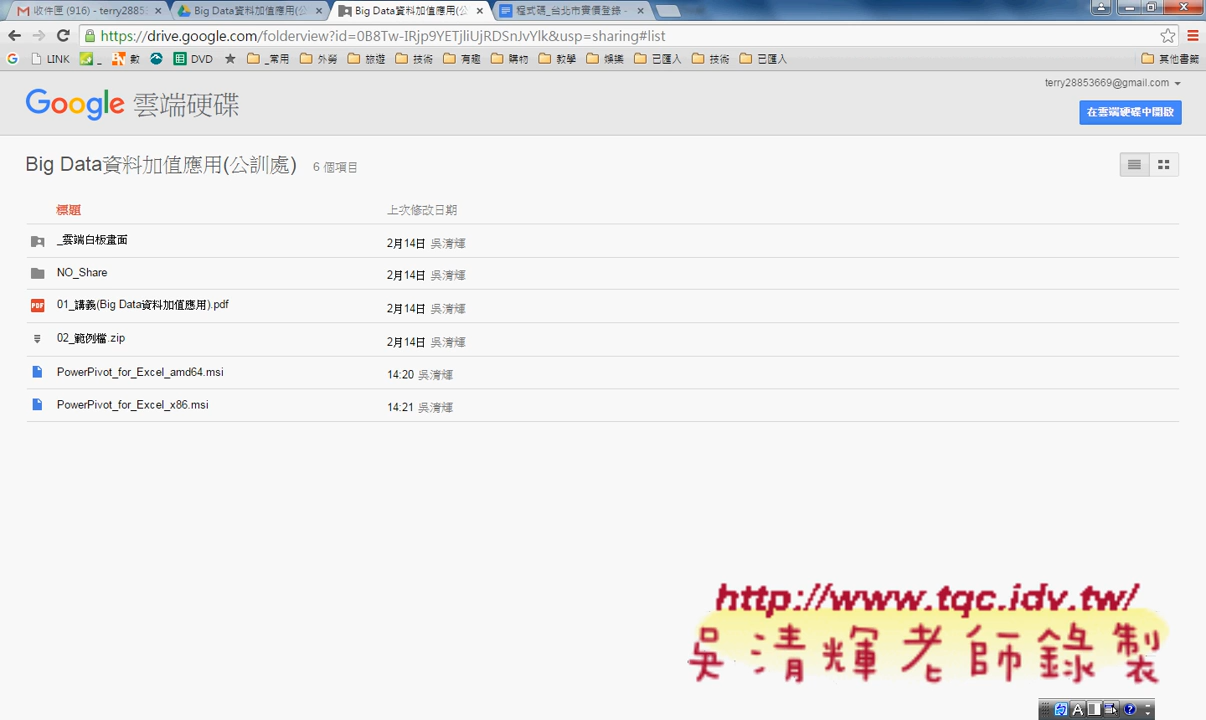 收件匣 (916) - terry2885
Big Data資料加值應用(公
Big Data資料加值應用(公
程式碼_台北市實價登錄 -
https://drive.google.com/folderview?id=0B8Tw-IRjp9YETjliUjRDSnJvYlk&usp=sharing#list
LINK
_
數
DVD
_常用
外勞
旅遊
技術
有趣
購物
教學
娛樂
已匯入
技術
已匯入
其他書籤
terry28853669@gmail.com
Google 雲端硬碟
在雲端硬碟中開啟
Big Data資料加值應用(公訓處) 6 個項目
標題 上次修改日期
_雲端白板畫面 2月14日 吳清輝
NO_Share 2月14日 吳清輝
01_講義(Big Data資料加值應用).pdf 2月14日 吳清輝
02_範例檔.zip 2月14日 吳清輝
PowerPivot_for_Excel_amd64.msi 14:20 吳清輝
PowerPivot_for_Excel_x86.msi 14:21 吳清輝
http://www.tqc.idv.tw/
吳清輝老師錄製